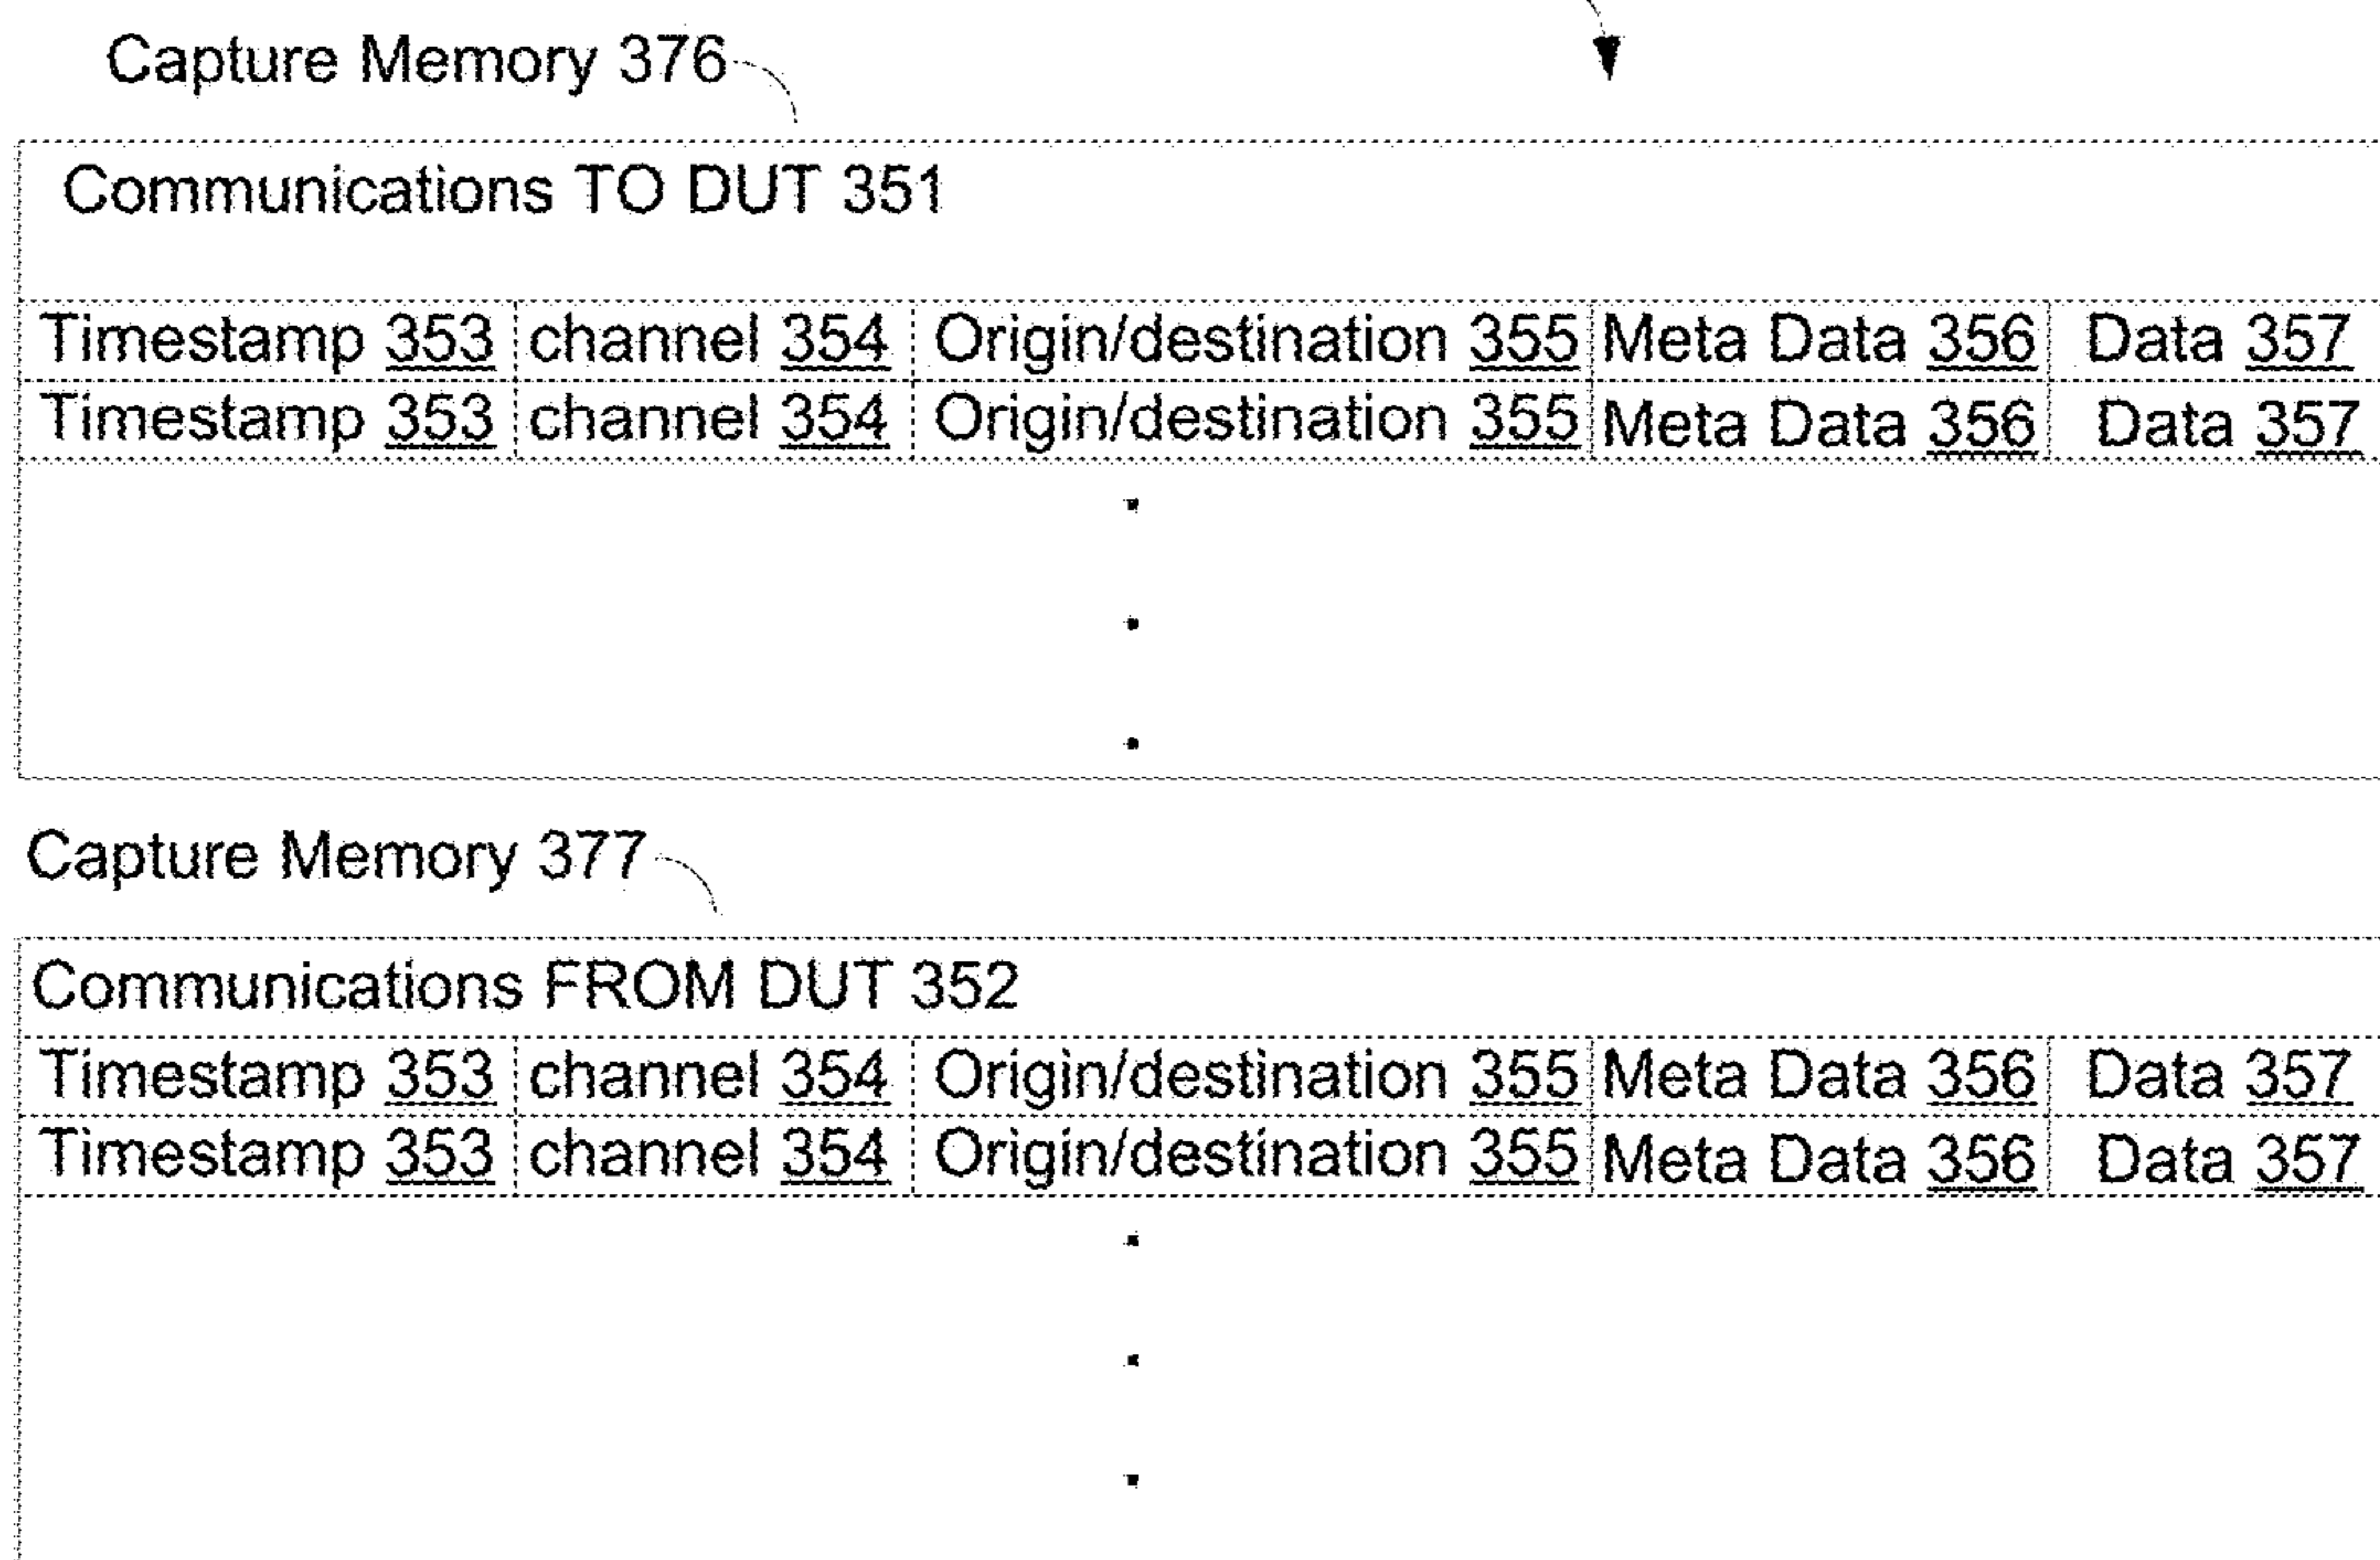 Capture Memory 376
Communications TO DUT 351
Timestamp 353 channel 354 Origin/destination 355 Meta Data 356 Data 357
Timestamp 353 channel 354 Origin/destination 355 Meta Data 356 Data 357
Capture Memory 377
Communications FROM DUT 352
Timestamp 353 channel 354 Origin/destination 355 Meta Data 356 Data 357
Timestamp 353 channel 354 Origin/destination 355 Meta Data 356 Data 357